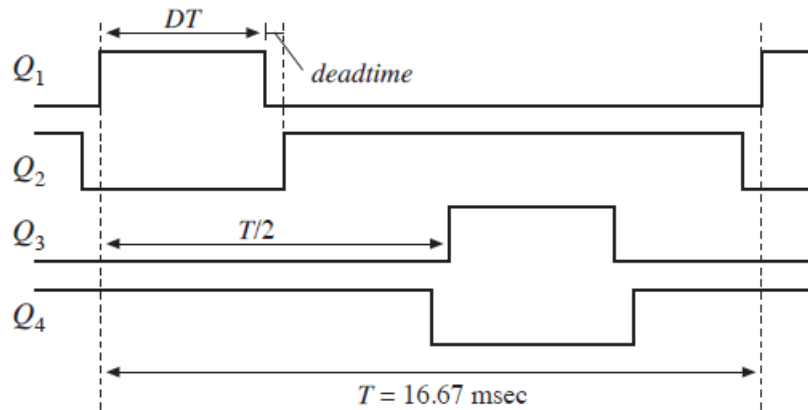 DT
Q1
deadtime
Q2
T/2
Q3
Q4
T = 16.67 msec